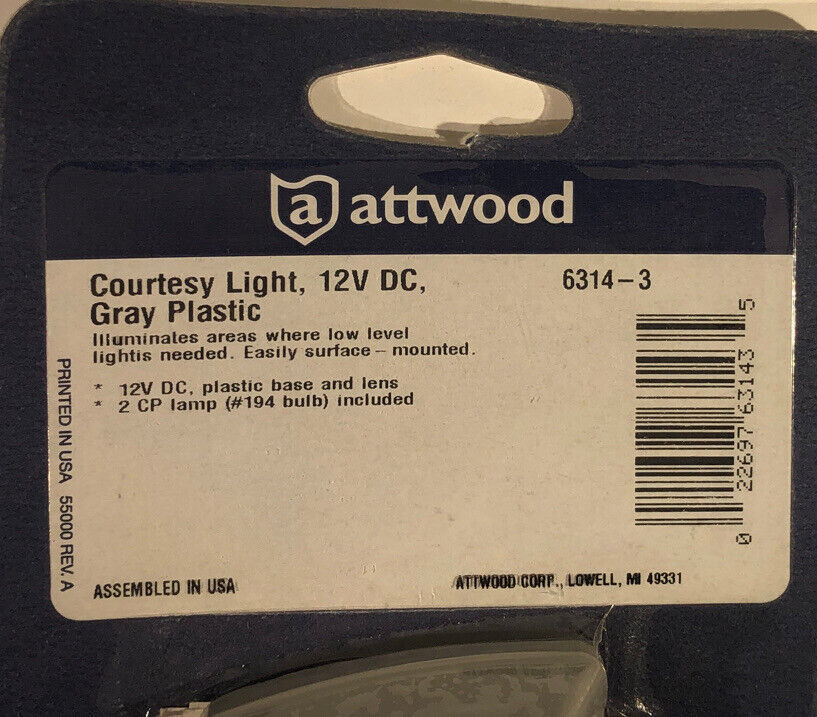 a attwood
Courtesy Light, 12V DC,
Gray Plastic
6314-3
Illuminates areas where low level
lightis needed. Easily surface-mounted.
* 12V DC, plastic base and lens
* 2 CP lamp (#194 bulb) included
0 22697 63143 5
PRINTED IN USA 55000 REV. A
ASSEMBLED IN USA
ATTWOOD CORP., LOWELL, MI 49331